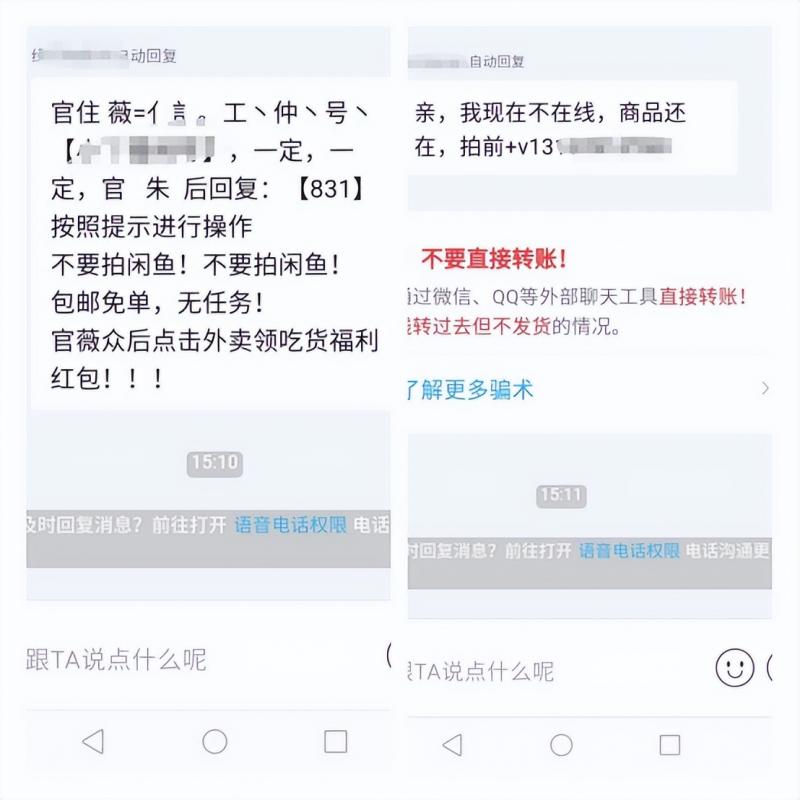 自动回复
官住 薇=亻言。工丶仲丶号丶
【】，一定，一
定，官 朱 后回复：【831】
按照提示进行操作
不要拍闲鱼！不要拍闲鱼！
包邮免单，无任务！
官薇众后点击外卖领吃货福利
红包！！！
15:10
及时回复消息？前往打开 语音电话权限 电话
跟TA说点什么呢
自动回复
亲，我现在不在线，商品还
在，拍前+v13
不要直接转账！
通过微信、QQ等外部聊天工具直接转账！
钱转过去但不发货的情况。
了解更多骗术
15:11
时回复消息？前往打开 语音电话权限 电话沟通更
跟TA说点什么呢